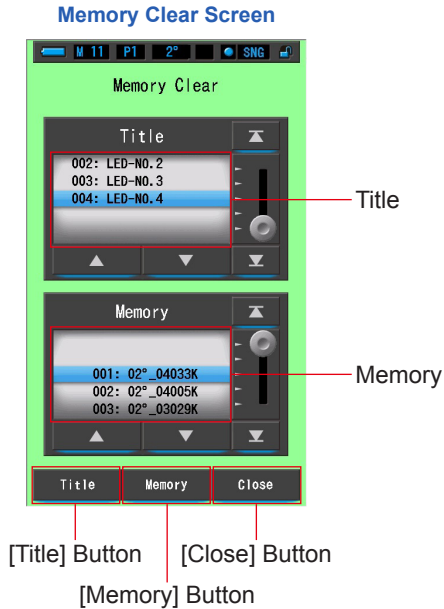 Memory Clear Screen
M 11 P1 2° SNG
Memory Clear
Title
002: LED-NO.2
003: LED-NO.3
004: LED-NO.4
Title
Memory
001: 02°_04033K
Memory
002: 02°_04005K
003: 02°_03029K
Title Memory Close
[Title] Button [Close] Button
[Memory] Button